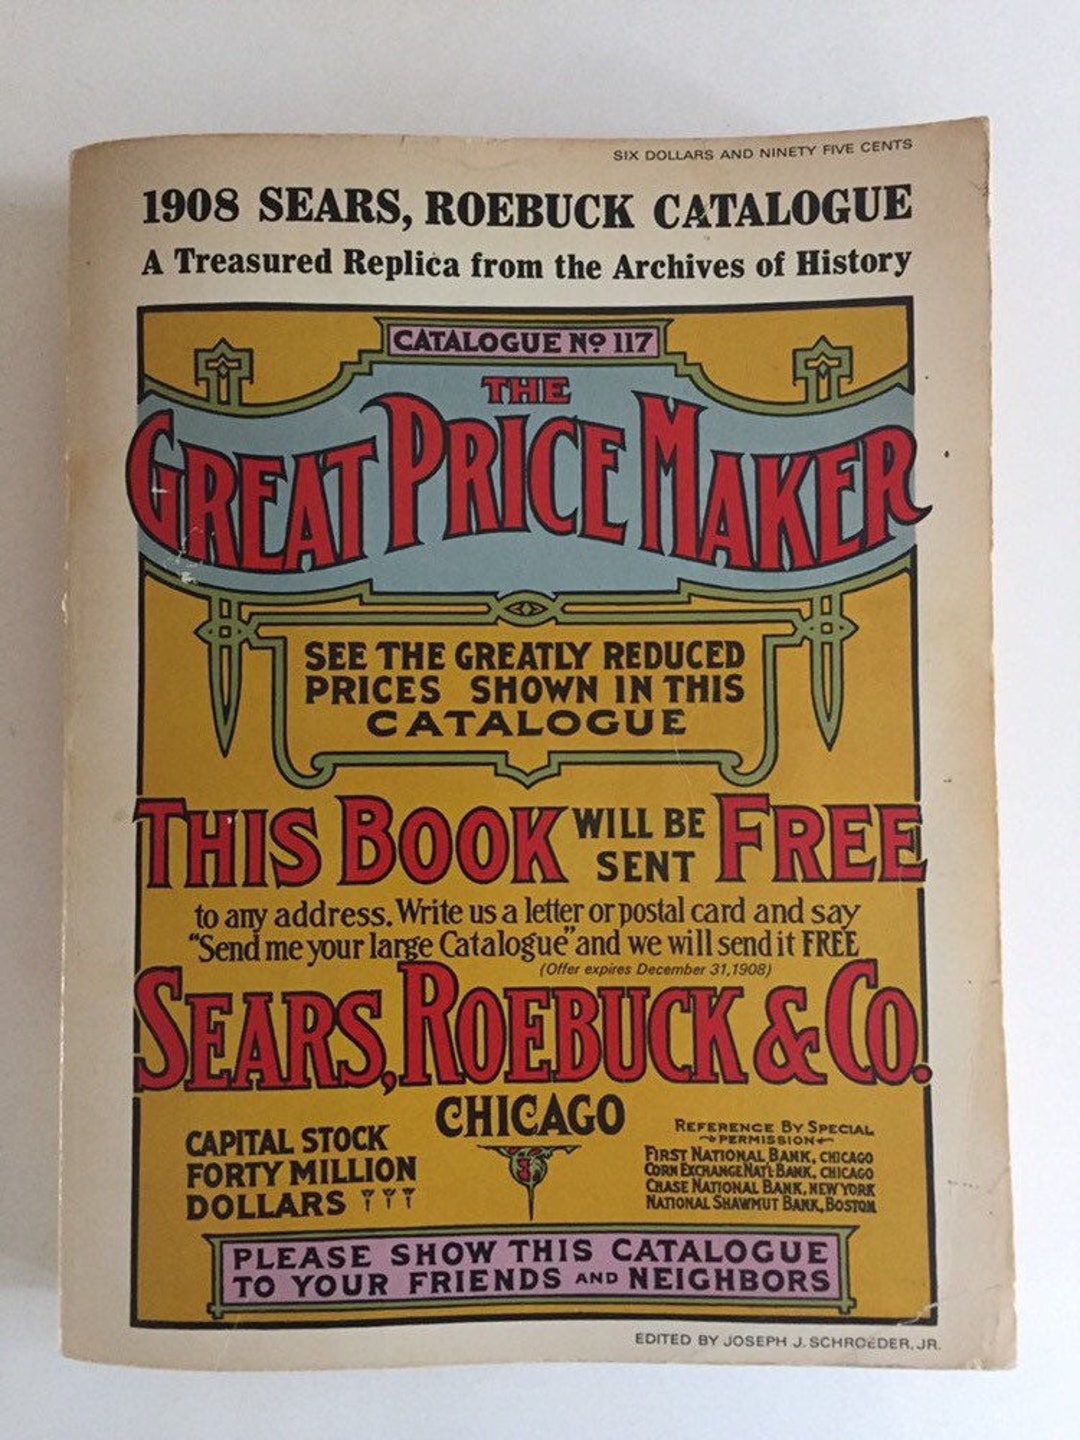 SIX DOLLARS AND NINETY FIVE CENTS
1908 SEARS, ROEBUCK CATALOGUE
A Treasured Replica from the Archives of History
CATALOGUE Nº 117
THE
GREAT PRICE MAKER
SEE THE GREATLY REDUCED
PRICES SHOWN IN THIS
CATALOGUE
THIS BOOK WILL BE SENT FREE
to any address. Write us a letter or postal card and say
"Send me your large Catalogue" and we will send it FREE
(Offer expires December 31, 1908)
SEARS, ROEBUCK & CO.
CHICAGO
CAPITAL STOCK
FORTY MILLION
DOLLARS
REFERENCE BY SPECIAL
PERMISSION
FIRST NATIONAL BANK, CHICAGO
CORN EXCHANGE NAT'L BANK, CHICAGO
CHASE NATIONAL BANK, NEW YORK
NATIONAL SHAWMUT BANK, BOSTON
PLEASE SHOW THIS CATALOGUE
TO YOUR FRIENDS AND NEIGHBORS
EDITED BY JOSEPH J. SCHROEDER, JR.